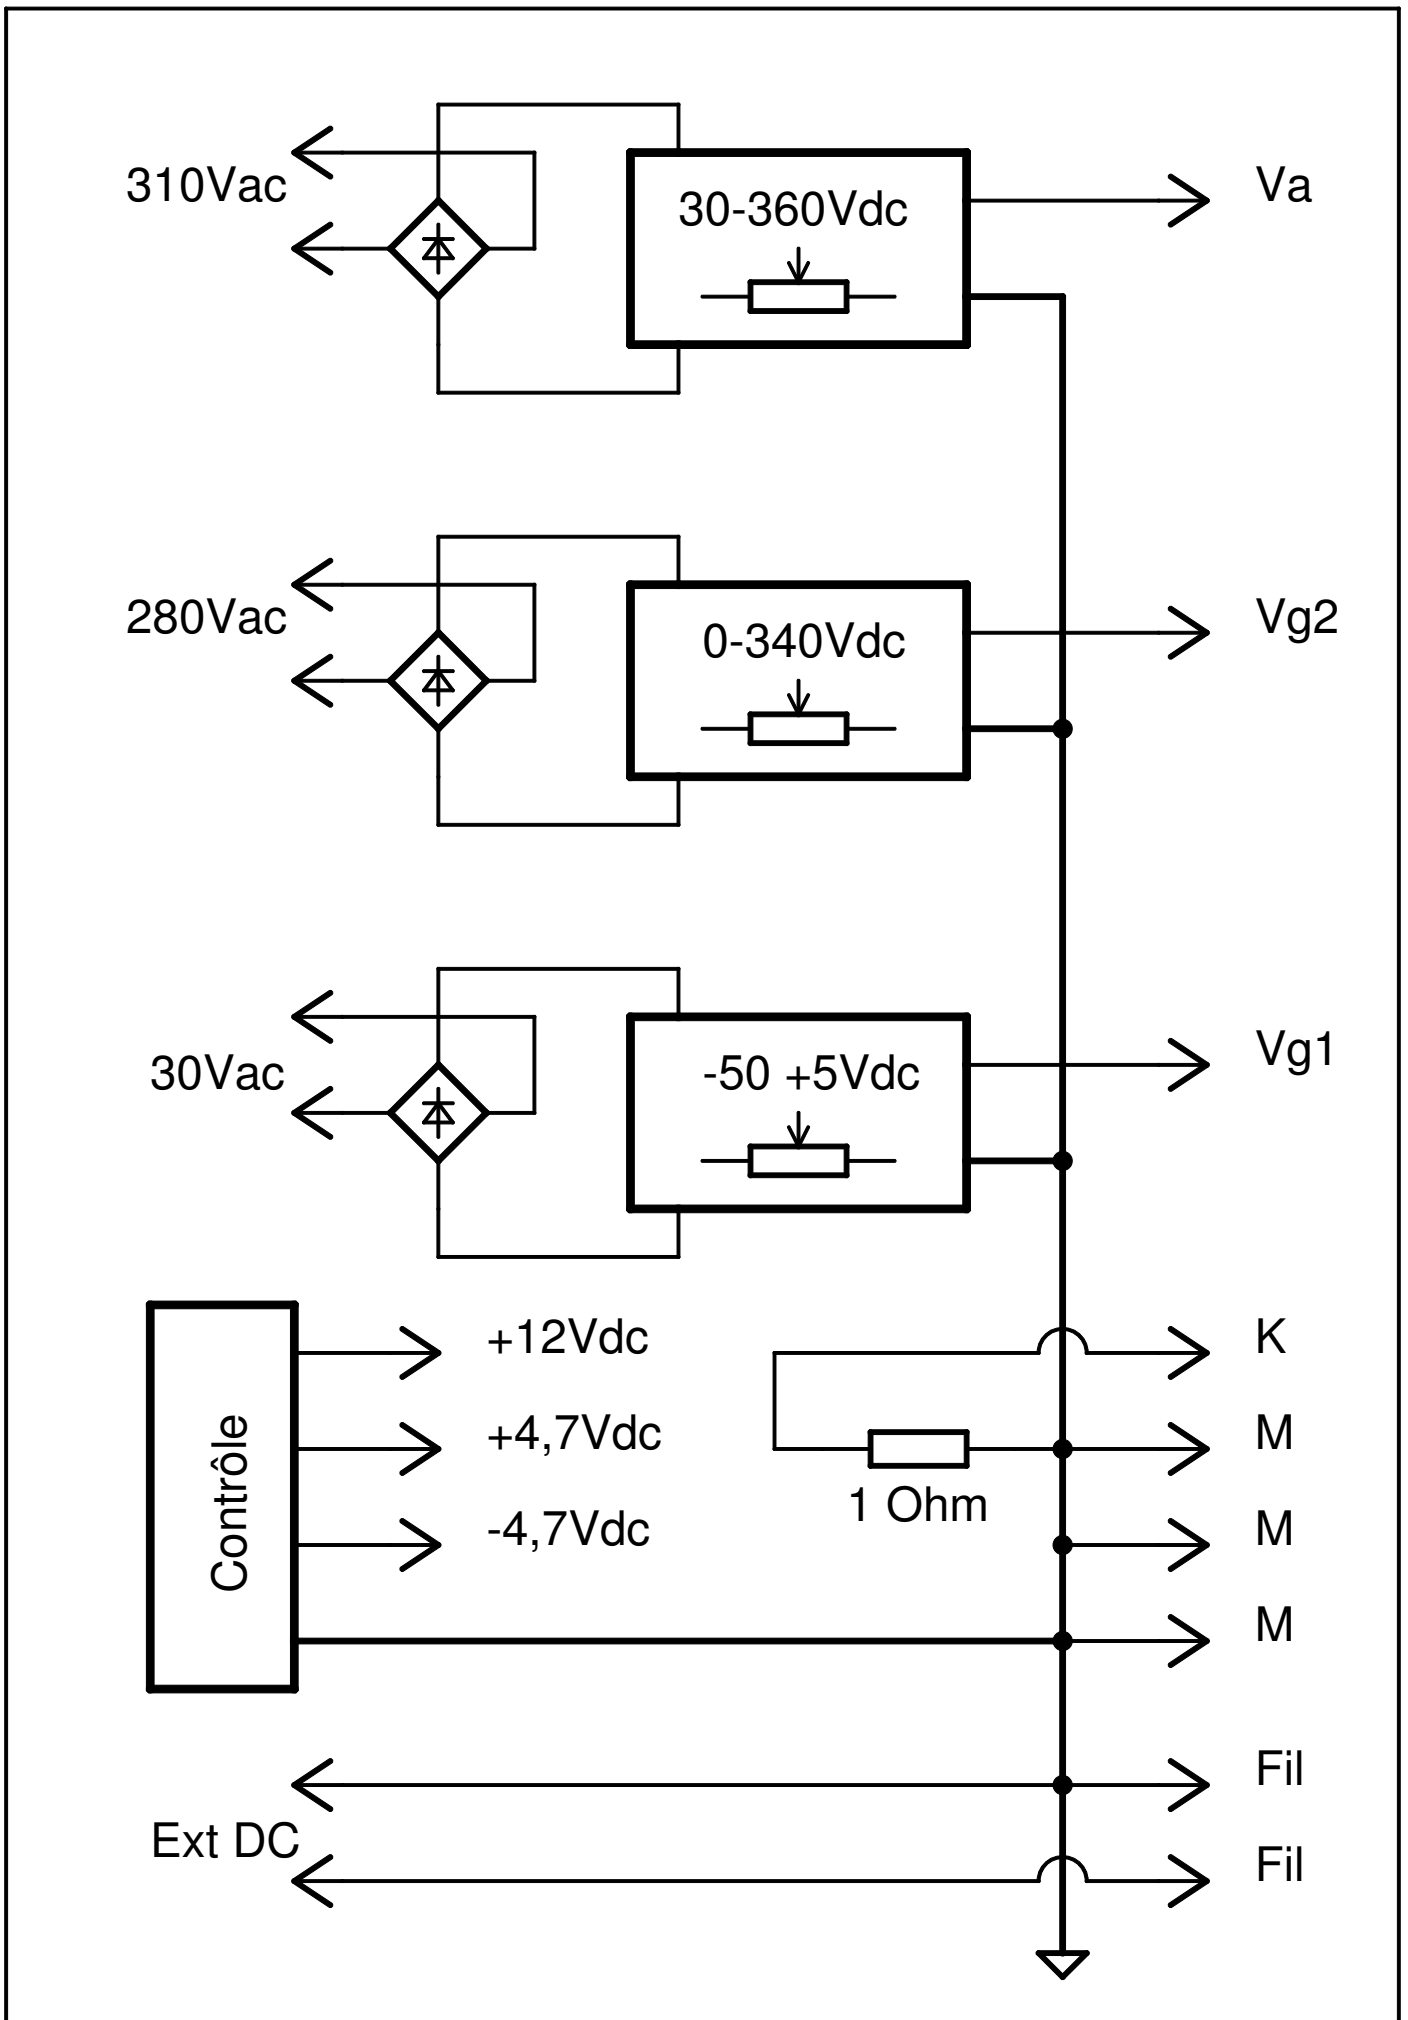 310Vac
30-360Vdc
Va
280Vac
0-340Vdc
Vg2
30Vac
-50 +5Vdc
Vg1
Contrôle
+12Vdc
+4,7Vdc
-4,7Vdc
1 Ohm
K
M
M
M
Ext DC
Fil
Fil